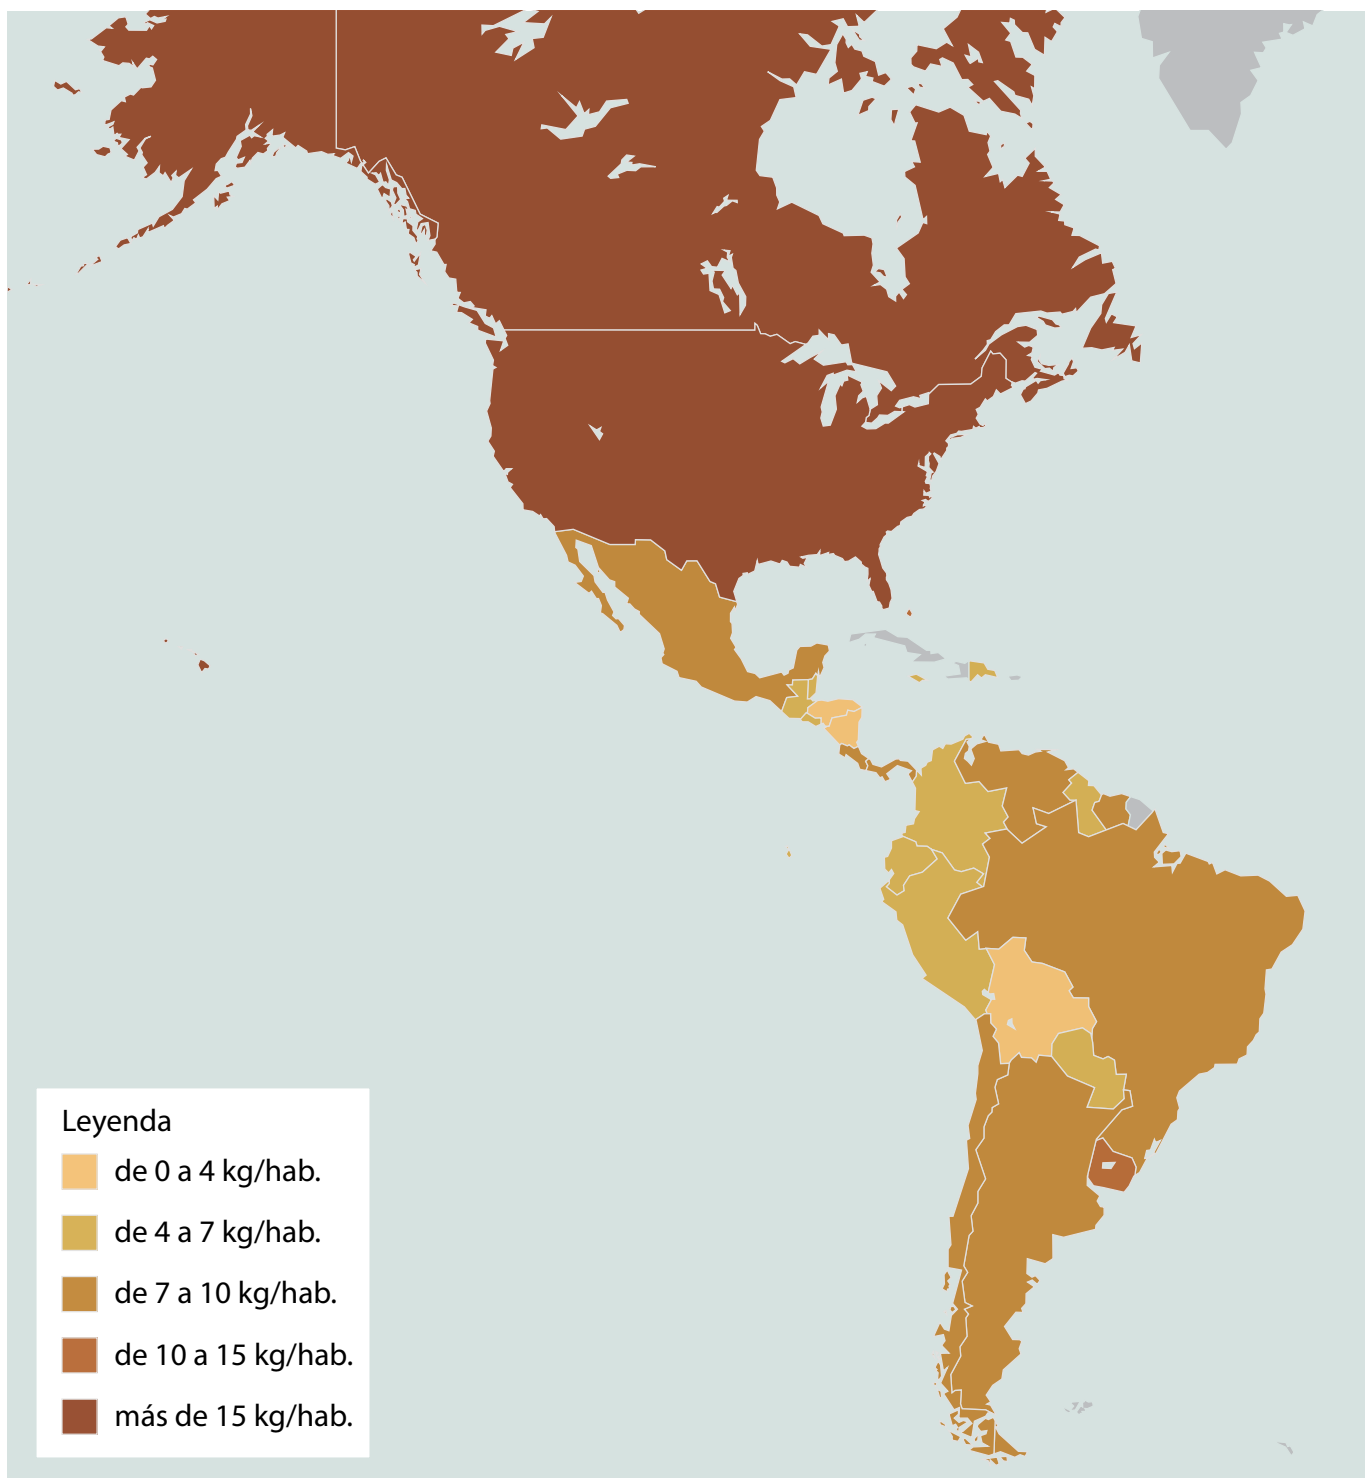 Leyenda
de 0 a 4 kg/hab.
de 4 a 7 kg/hab.
de 7 a 10 kg/hab.
de 10 a 15 kg/hab.
más de 15 kg/hab.